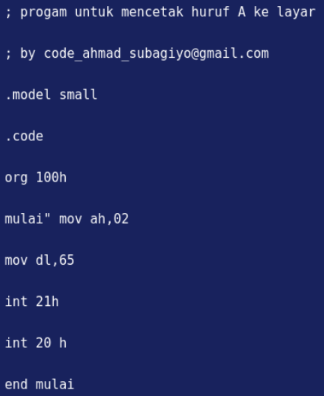 ; progam untuk mencetak huruf A ke layar
; by code_ahmad_subagiyo@gmail.com
.model small
.code
org 100h
mulai" mov ah,02
mov dl,65
int 21h
int 20 h
end mulai